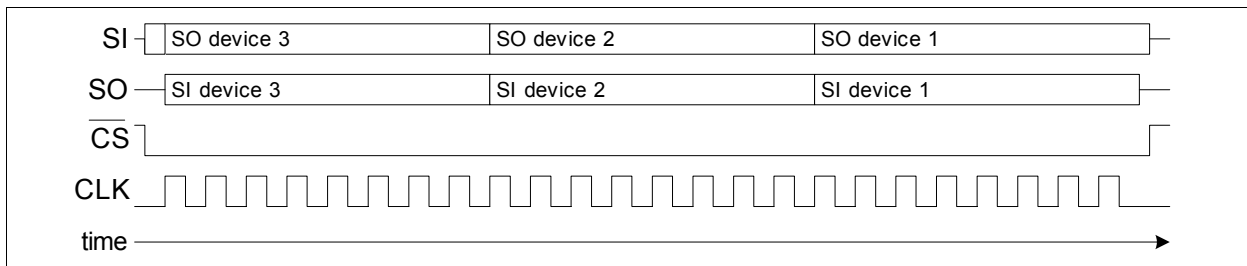 SI SO device 3 SO device 2 SO device 1
SO SI device 3 SI device 2 SI device 1
CS
CLK
time